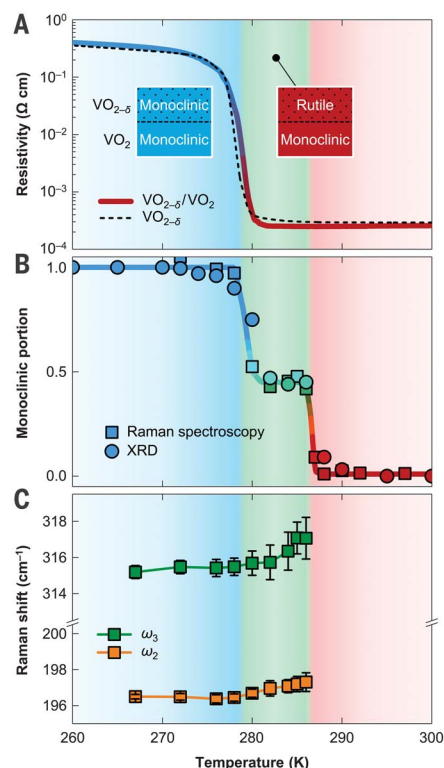 A
Resistivity (Ω cm)
10⁰
10⁻¹
10⁻²
10⁻³
10⁻⁴
VO₂₋δ Monoclinic
VO₂ Monoclinic
Rutile
Monoclinic
VO₂₋δ/VO₂
VO₂₋δ
B
Monoclinic portion
1.0
0.5
0.0
Raman spectroscopy
XRD
C
Raman shift (cm⁻¹)
318
316
314
200
198
196
ω₃
ω₂
260 270 280 290 300
Temperature (K)